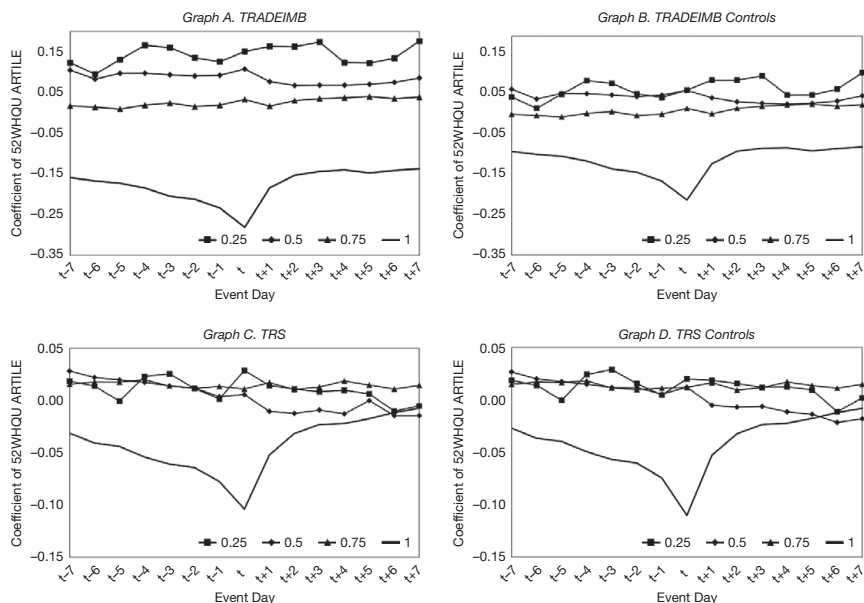 Graph A. TRADEIMB
Coefficient of 52WHQU ARTILE
0.15
0.05
−0.05
−0.15
−0.25
−0.35
0.25 0.5 0.75 1
t−7 t−6 t−5 t−4 t−3 t−2 t−1 t t+1 t+2 t+3 t+4 t+5 t+6 t+7
Event Day
Graph B. TRADEIMB Controls
Coefficient of 52WHQU ARTILE
0.15
0.05
−0.05
−0.15
−0.25
−0.35
0.25 0.5 0.75 1
t−7 t−6 t−5 t−4 t−3 t−2 t−1 t t+1 t+2 t+3 t+4 t+5 t+6 t+7
Event Day
Graph C. TRS
Coefficient of 52WHQU ARTILE
0.05
0.00
−0.05
−0.10
−0.15
0.25 0.5 0.75 1
t−7 t−6 t−5 t−4 t−3 t−2 t−1 t t+1 t+2 t+3 t+4 t+5 t+6 t+7
Event Day
Graph D. TRS Controls
Coefficient of 52WHQU ARTILE
0.05
0.00
−0.05
−0.10
−0.15
0.25 0.5 0.75 1
t−7 t−6 t−5 t−4 t−3 t−2 t−1 t t+1 t+2 t+3 t+4 t+5 t+6 t+7
Event Day